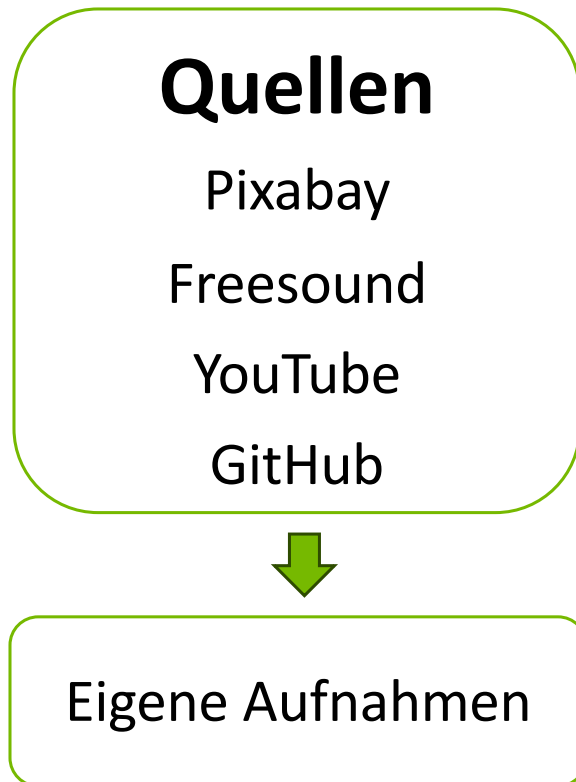 Quellen
Pixabay
Freesound
YouTube
GitHub
Eigene Aufnahmen